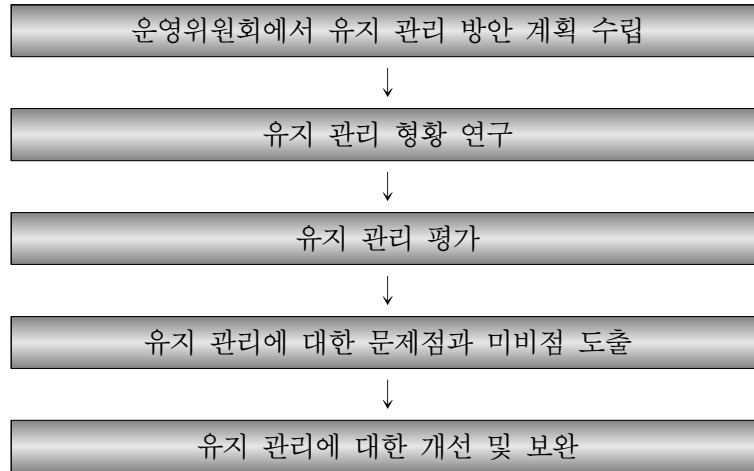 운영위원회에서 유지 관리 방안 계획 수립
↓
유지 관리 형황 연구
↓
유지 관리 평가
↓
유지 관리에 대한 문제점과 미비점 도출
↓
유지 관리에 대한 개선 및 보완